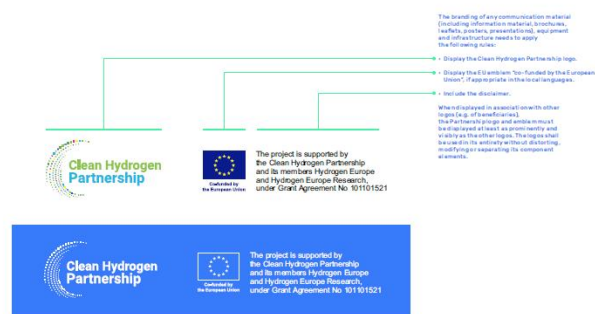 The branding of any communication material
(including information material, brochures,
leaflets, posters, presentations), equipment
and infrastructure needs to apply
the following rules:
• Display the Clean Hydrogen Partnership logo.
• Display the EU emblem "co-funded by the European
Union", if appropriate in the local languages.
• Include the disclaimer.
When displayed in association with other
logos (e.g. of beneficiaries),
the Partnership logo and emblem must
be displayed at least as prominently and
visibly as the other logos. The logos shall
be used in its entirety without distorting,
modifying or separating its component
elements.
Clean Hydrogen
Partnership
Co-funded by
the European Union
The project is supported by
the Clean Hydrogen Partnership
and its members Hydrogen Europe
and Hydrogen Europe Research,
under Grant Agreement No 101101521
Clean Hydrogen
Partnership
Co-funded by
the European Union
The project is supported by
the Clean Hydrogen Partnership
and its members Hydrogen Europe
and Hydrogen Europe Research,
under Grant Agreement No 101101521